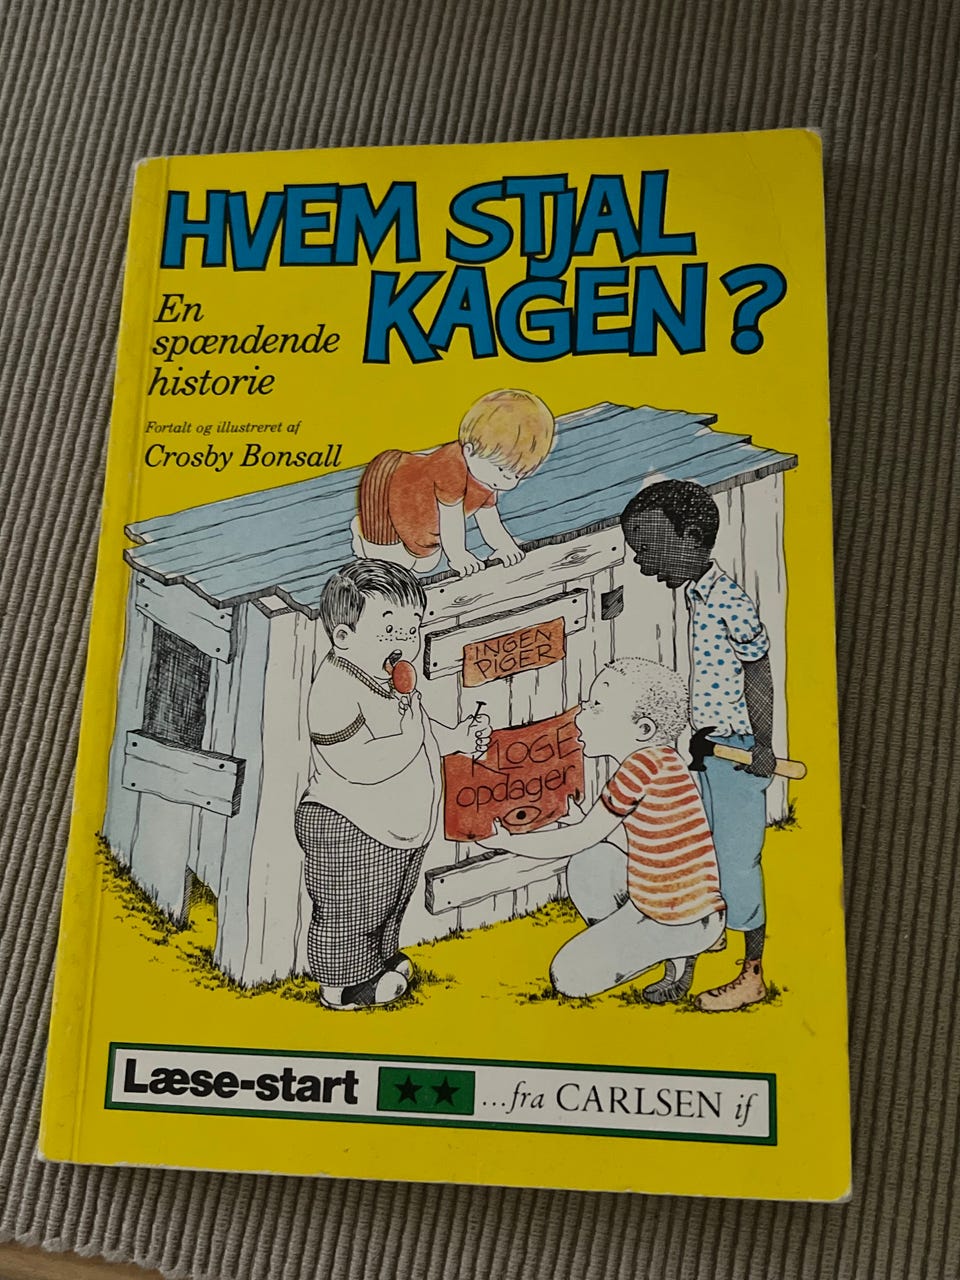 HVEM STJAL
KAGEN?
En
spændende
historie
Fortalt og illustreret af
Crosby Bonsall
INGEN
PIGER
KLOGE
opdager
Læse-start ...fra CARLSEN if